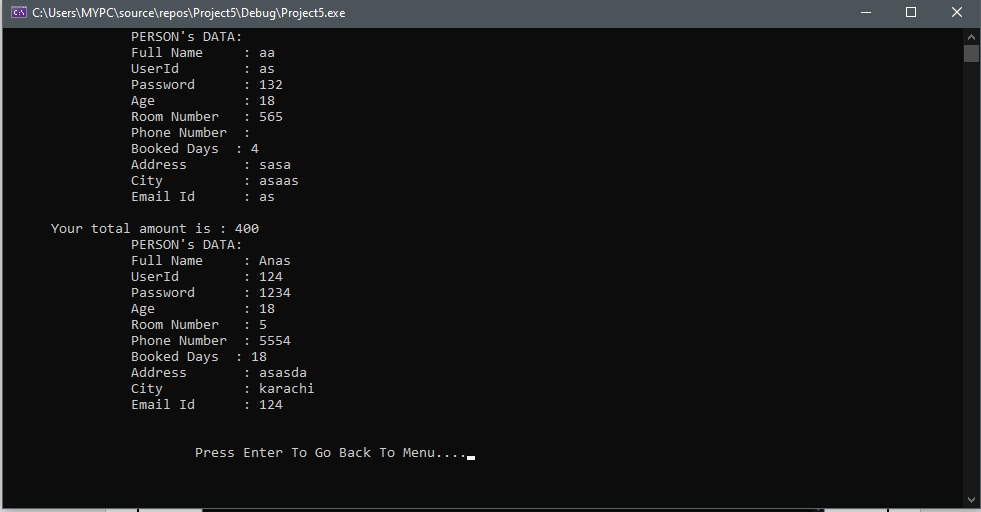 C:\Users\MYPC\source\repos\Project5\Debug\Project5.exe
PERSON's DATA:
Full Name : aa
UserId : as
Password : 132
Age : 18
Room Number : 565
Phone Number :
Booked Days : 4
Address : sasa
City : asaas
Email Id : as
Your total amount is : 400
PERSON's DATA:
Full Name : Anas
UserId : 124
Password : 1234
Age : 18
Room Number : 5
Phone Number : 5554
Booked Days : 18
Address : asasda
City : karachi
Email Id : 124
Press Enter To Go Back To Menu....